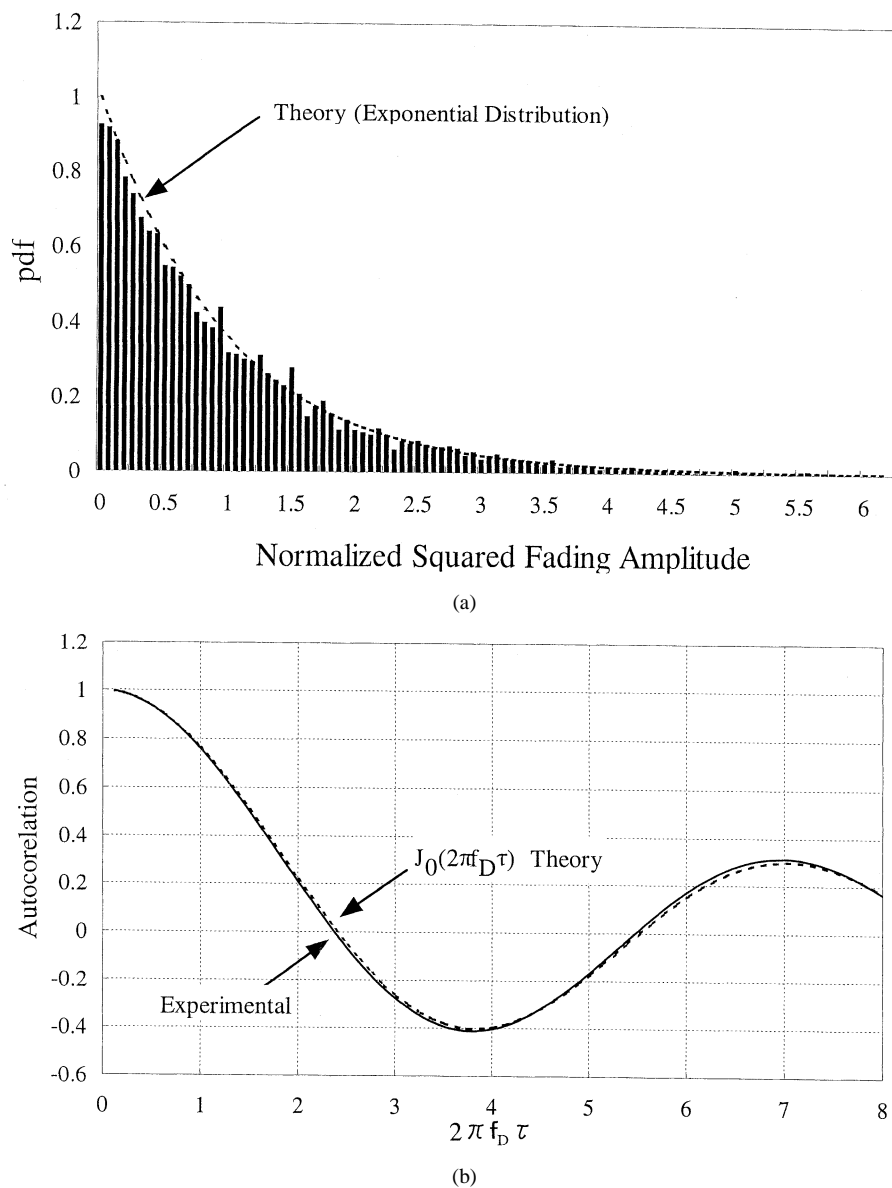 1.2
1
0.8
0.6
0.4
0.2
0
pdf
Theory (Exponential Distribution)
0 0.5 1 1.5 2 2.5 3 3.5 4 4.5 5 5.5 6
Normalized Squared Fading Amplitude
(a)
1.2
1
0.8
0.6
0.4
0.2
0
-0.2
-0.4
-0.6
Autocorelation
J0(2πfDτ) Theory
Experimental
0 1 2 3 4 5 6 7 8
2 π fD τ
(b)